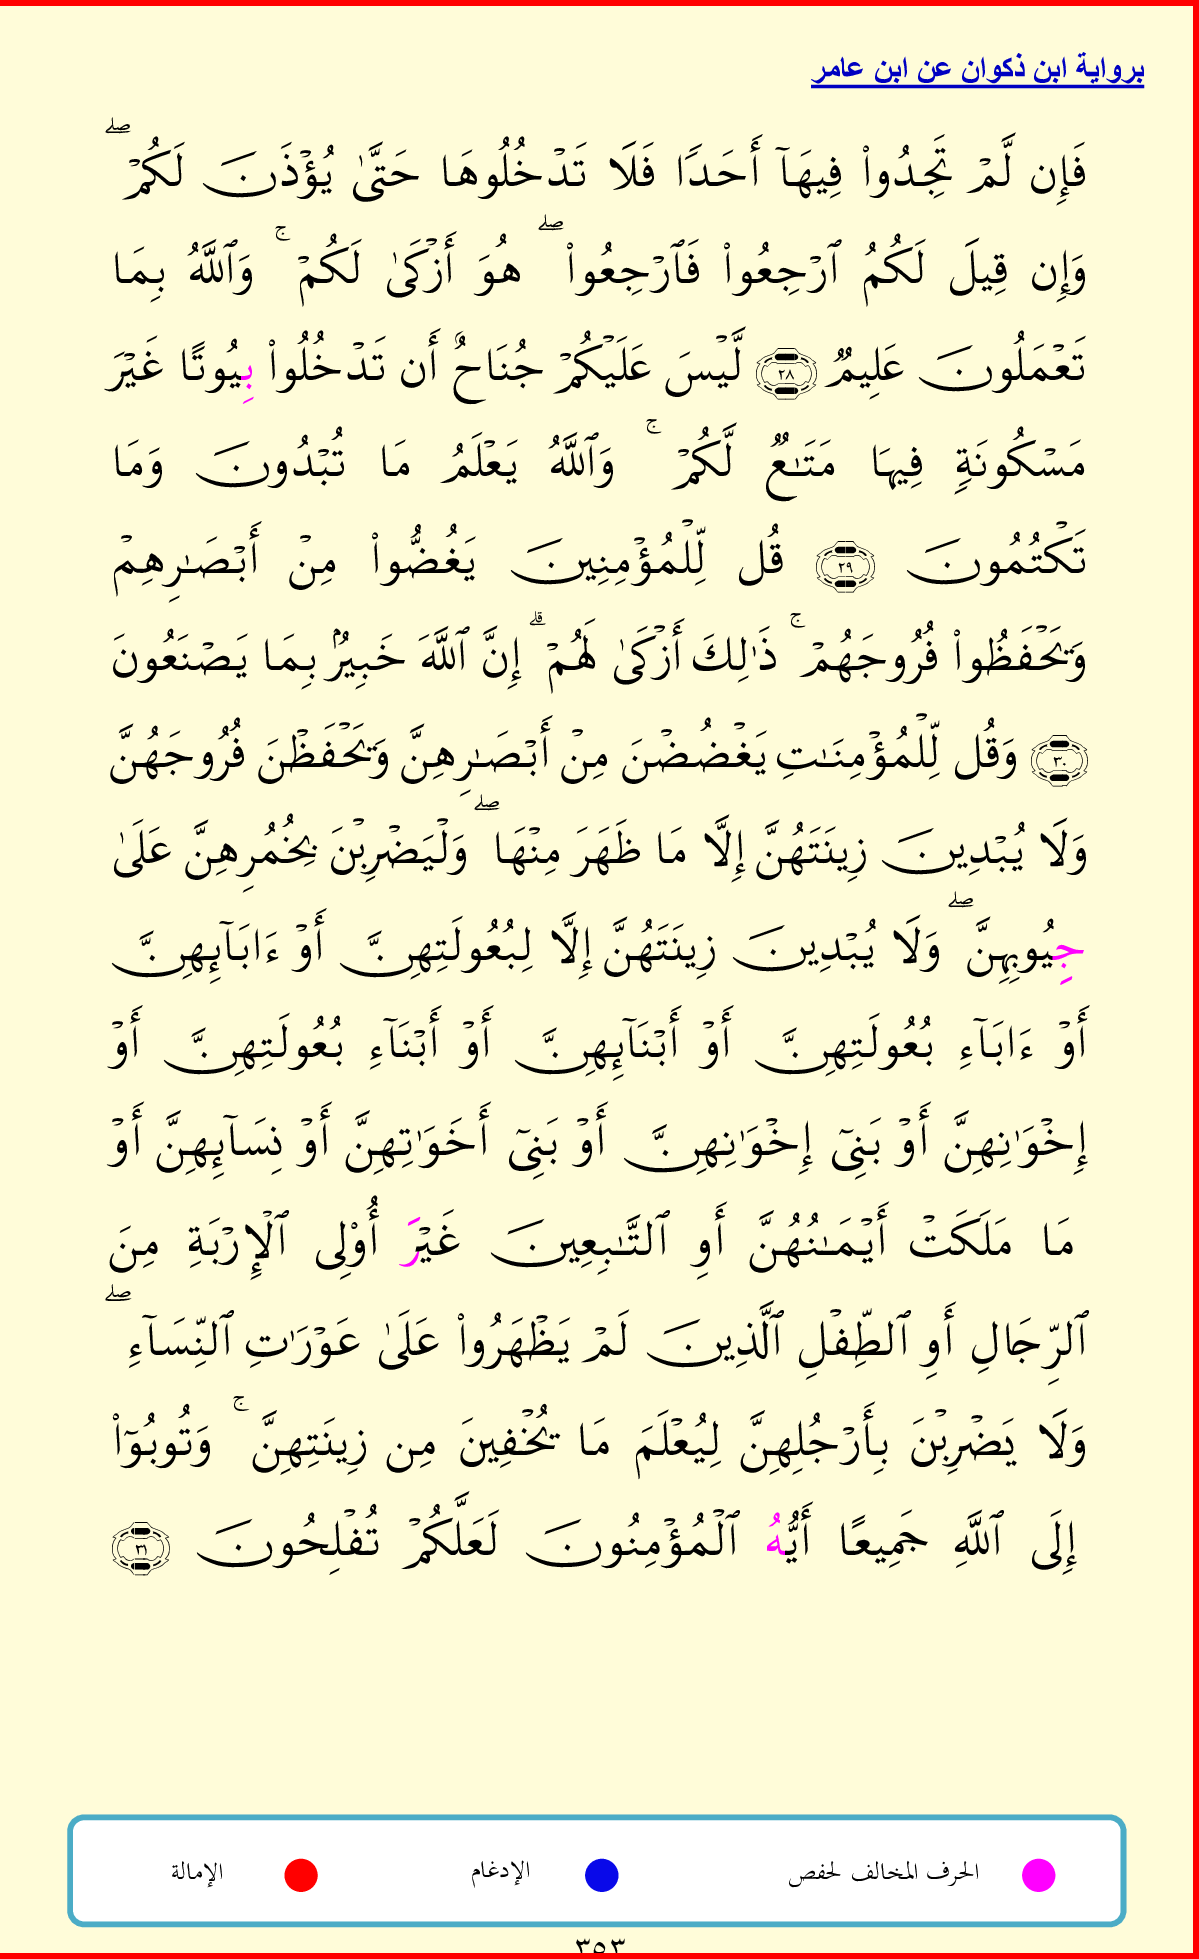 برواية ابن ذكوان عن ابن عامر
فَإِن لَّمْ تَجِدُوا۟ فِيهَآ أَحَدًا فَلَا تَدْخُلُوهَا حَتَّىٰ يُؤْذَنَ لَكُمْ ۖ
وَإِن قِيلَ لَكُمُ ٱرْجِعُوا۟ فَٱرْجِعُوا۟ ۖ هُوَ أَزْكَىٰ لَكُمْ ۚ وَٱللَّهُ بِمَا
تَعْمَلُونَ عَلِيمٌ ٢٨ لَّيْسَ عَلَيْكُمْ جُنَاحٌ أَن تَدْخُلُوا۟ بِيُوتًا غَيْرَ
مَسْكُونَةٍ فِيهَا مَتَـٰعٌ لَّكُمْ ۚ وَٱللَّهُ يَعْلَمُ مَا تُبْدُونَ وَمَا
تَكْتُمُونَ ٢٩ قُل لِّلْمُؤْمِنِينَ يَغُضُّوا۟ مِنْ أَبْصَـٰرِهِمْ
وَيَحْفَظُوا۟ فُرُوجَهُمْ ۚ ذَٰلِكَ أَزْكَىٰ لَهُمْ ۗ إِنَّ ٱللَّهَ خَبِيرٌۢ بِمَا يَصْنَعُونَ
٣٠ وَقُل لِّلْمُؤْمِنَـٰتِ يَغْضُضْنَ مِنْ أَبْصَـٰرِهِنَّ وَيَحْفَظْنَ فُرُوجَهُنَّ
وَلَا يُبْدِينَ زِينَتَهُنَّ إِلَّا مَا ظَهَرَ مِنْهَا ۖ وَلْيَضْرِبْنَ بِخُمُرِهِنَّ عَلَىٰ
جِيُوبِهِنَّ ۖ وَلَا يُبْدِينَ زِينَتَهُنَّ إِلَّا لِبُعُولَتِهِنَّ أَوْ ءَابَآئِهِنَّ
أَوْ ءَابَآءِ بُعُولَتِهِنَّ أَوْ أَبْنَآئِهِنَّ أَوْ أَبْنَآءِ بُعُولَتِهِنَّ أَوْ
إِخْوَٰنِهِنَّ أَوْ بَنِىٓ إِخْوَٰنِهِنَّ أَوْ بَنِىٓ أَخَوَٰتِهِنَّ أَوْ نِسَآئِهِنَّ أَوْ
مَا مَلَكَتْ أَيْمَـٰنُهُنَّ أَوِ ٱلتَّـٰبِعِينَ غَيْرَ أُو۟لِى ٱلْإِرْبَةِ مِنَ
ٱلرِّجَالِ أَوِ ٱلطِّفْلِ ٱلَّذِينَ لَمْ يَظْهَرُوا۟ عَلَىٰ عَوْرَٰتِ ٱلنِّسَآءِ ۖ
وَلَا يَضْرِبْنَ بِأَرْجُلِهِنَّ لِيُعْلَمَ مَا يُخْفِينَ مِن زِينَتِهِنَّ ۚ وَتُوبُوٓا۟
إِلَى ٱللَّهِ جَمِيعًا أَيُّهُ ٱلْمُؤْمِنُونَ لَعَلَّكُمْ تُفْلِحُونَ ٣١
الحرف المخالف لحفص الإدغام الإمالة
٣٥٣